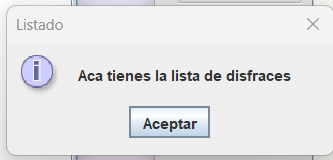 Listado
Aca tienes la lista de disfraces
Aceptar